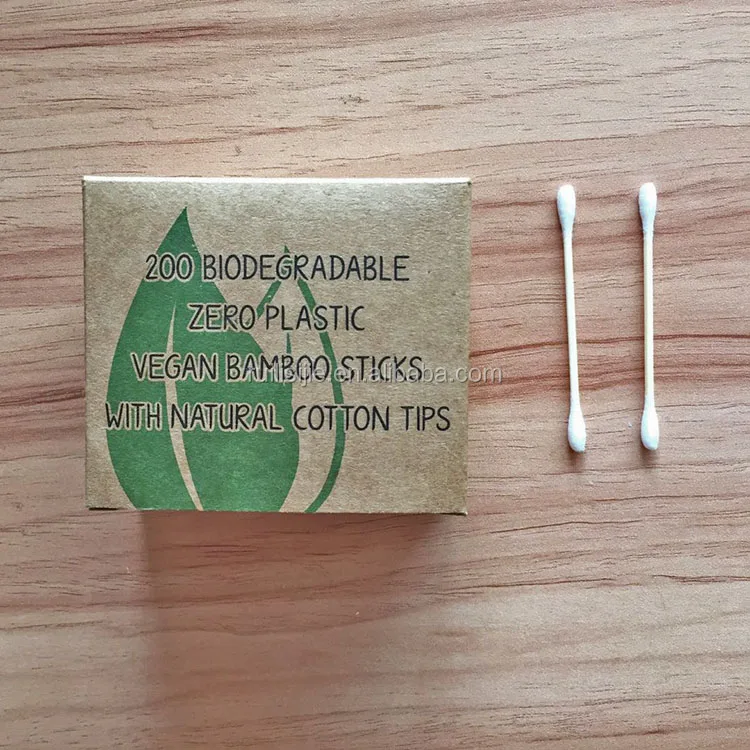 200 BIODEGRADABLE
ZERO PLASTIC
VEGAN BAMBOO STICKS
WITH NATURAL COTTON TIPS